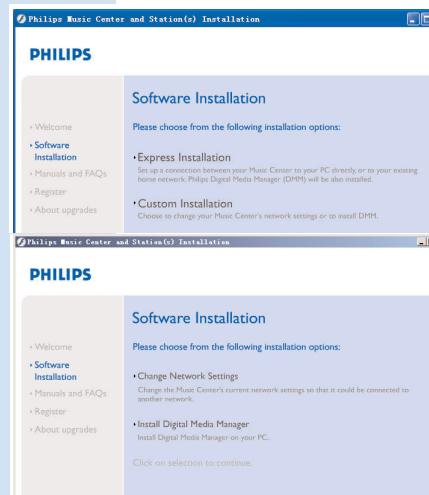 Philips Music Center and Station(s) Installation
PHILIPS
Software Installation
Please choose from the following installation options:
• Welcome
• Software
Installation
• Manuals and FAQs
• Register
• About upgrades
• Express Installation
Set up a connection between your Music Center to your PC directly, or to your existing
home network. Philips Digital Media Manager (DMM) will be also installed.
• Custom Installation
Choose to change your Music Center's network settings or to install DMM.
Philips Music Center and Station(s) Installation
PHILIPS
Software Installation
Please choose from the following installation options:
• Welcome
• Software
Installation
• Manuals and FAQs
• Register
• About upgrades
• Change Network Settings
Change the Music Center's current network settings so that it could be connected to
another network.
• Install Digital Media Manager
Install Digital Media Manager on your PC.
Click on selection to continue.